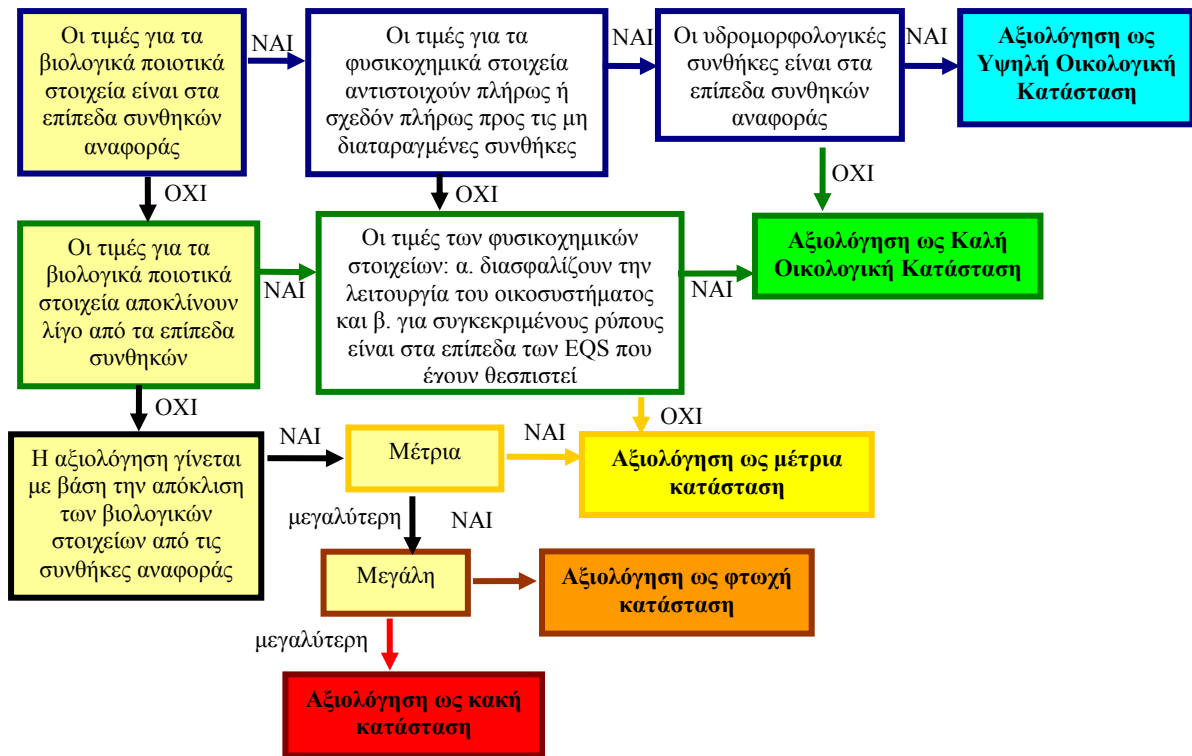 Οι τιμές για τα
βιολογικά ποιοτικά
στοιχεία είναι στα
επίπεδα συνθηκών
αναφοράς
ΝΑΙ
Οι τιμές για τα
φυσικοχημικά στοιχεία
αντιστοιχούν πλήρως ή
σχεδόν πλήρως προς τις μη
διαταραγμένες συνθήκες
ΝΑΙ
Οι υδρομορφολογικές
συνθήκες είναι στα
επίπεδα συνθηκών
αναφοράς
ΝΑΙ
Αξιολόγηση ως
Υψηλή Οικολογική
Κατάσταση
ΟΧΙ
ΟΧΙ
ΟΧΙ
Οι τιμές για τα
βιολογικά ποιοτικά
στοιχεία αποκλίνουν
λίγο από τα επίπεδα
συνθηκών
ΝΑΙ
Οι τιμές των φυσικοχημικών
στοιχείων: α. διασφαλίζουν την
λειτουργία του οικοσυστήματος
και β. για συγκεκριμένους ρύπους
είναι στα επίπεδα των EQS που
έχουν θεσπιστεί
ΝΑΙ
Αξιολόγηση ως Καλή
Οικολογική Κατάσταση
ΟΧΙ
ΟΧΙ
Η αξιολόγηση γίνεται
με βάση την απόκλιση
των βιολογικών
στοιχείων από τις
συνθήκες αναφοράς
ΝΑΙ
Μέτρια
ΝΑΙ
Αξιολόγηση ως μέτρια
κατάσταση
μεγαλύτερη
ΝΑΙ
Μεγάλη
Αξιολόγηση ως φτωχή
κατάσταση
μεγαλύτερη
Αξιολόγηση ως κακή
κατάσταση